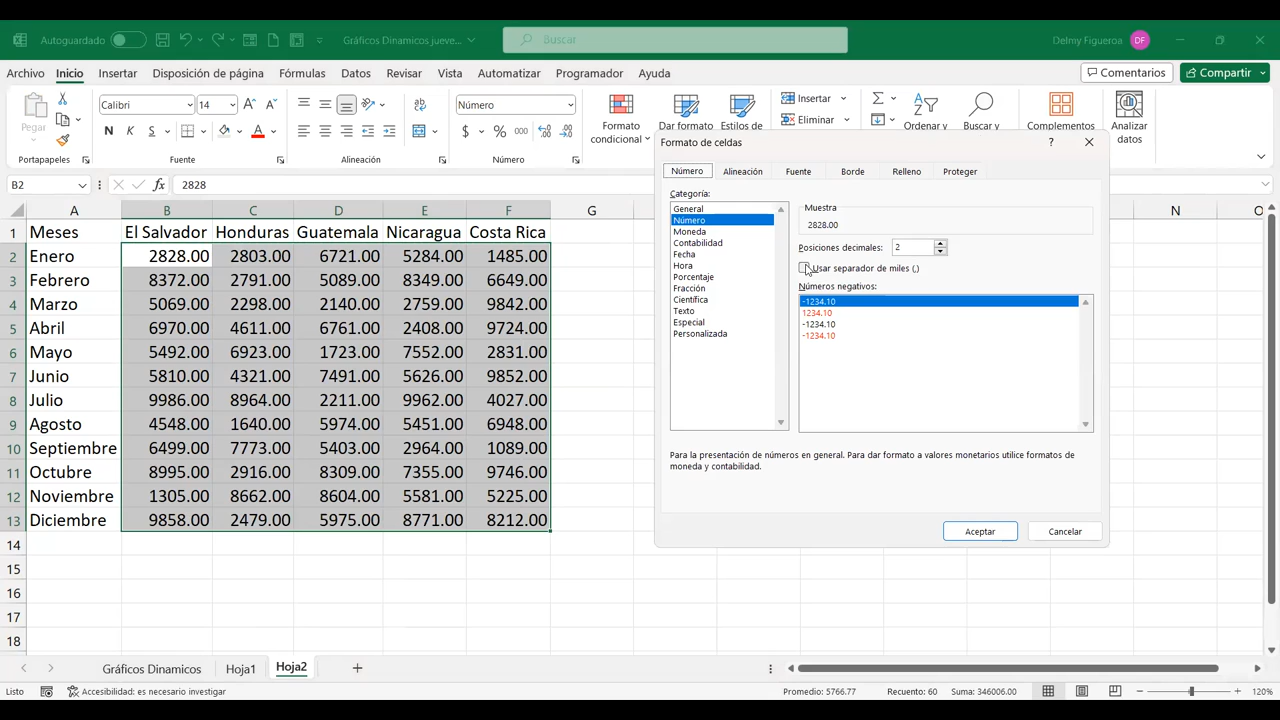 Autoguardado
Gráficos Dinamicos jueve...
Buscar
Delmy Figueroa DF
Archivo Inicio Insertar Disposición de página Fórmulas Datos Revisar Vista Automatizar Programador Ayuda Comentarios Compartir
Pegar
Portapapeles
Calibri 14
N K S
Fuente
Alineación
Número
$ % 000
Número
Formato condicional
Dar formato
Estilos de
Insertar
Eliminar
Ordenar y
Buscar y
Complementos
Analizar datos
B2 fx 2828
A B C D E F G N O
1 Meses El Salvador Honduras Guatemala Nicaragua Costa Rica
2 Enero 2828.00 2803.00 6721.00 5284.00 1485.00
3 Febrero 8372.00 2791.00 5089.00 8349.00 6649.00
4 Marzo 5069.00 2298.00 2140.00 2759.00 9842.00
5 Abril 6970.00 4611.00 6761.00 2408.00 9724.00
6 Mayo 5492.00 6923.00 1723.00 7552.00 2831.00
7 Junio 5810.00 4321.00 7491.00 5626.00 9852.00
8 Julio 9986.00 8964.00 2211.00 9962.00 4027.00
9 Agosto 4548.00 1640.00 5974.00 5451.00 6948.00
10 Septiembre 6499.00 7773.00 5403.00 2964.00 1089.00
11 Octubre 8995.00 2916.00 8309.00 7355.00 9746.00
12 Noviembre 1305.00 8662.00 8604.00 5581.00 5225.00
13 Diciembre 9858.00 2479.00 5975.00 8771.00 8212.00
14
15
16
17
18
Formato de celdas ?
Número Alineación Fuente Borde Relleno Proteger
Categoría:
General
Número
Moneda
Contabilidad
Fecha
Hora
Porcentaje
Fracción
Científica
Texto
Especial
Personalizada
Muestra
2828.00
Posiciones decimales: 2
Usar separador de miles (,)
Números negativos:
-1234.10
1234.10
-1234.10
-1234.10
Para la presentación de números en general. Para dar formato a valores monetarios utilice formatos de
moneda y contabilidad.
Aceptar Cancelar
Gráficos Dinamicos Hoja1 Hoja2
Listo Accesibilidad: es necesario investigar Promedio: 5766.77 Recuento: 60 Suma: 346006.00 120%